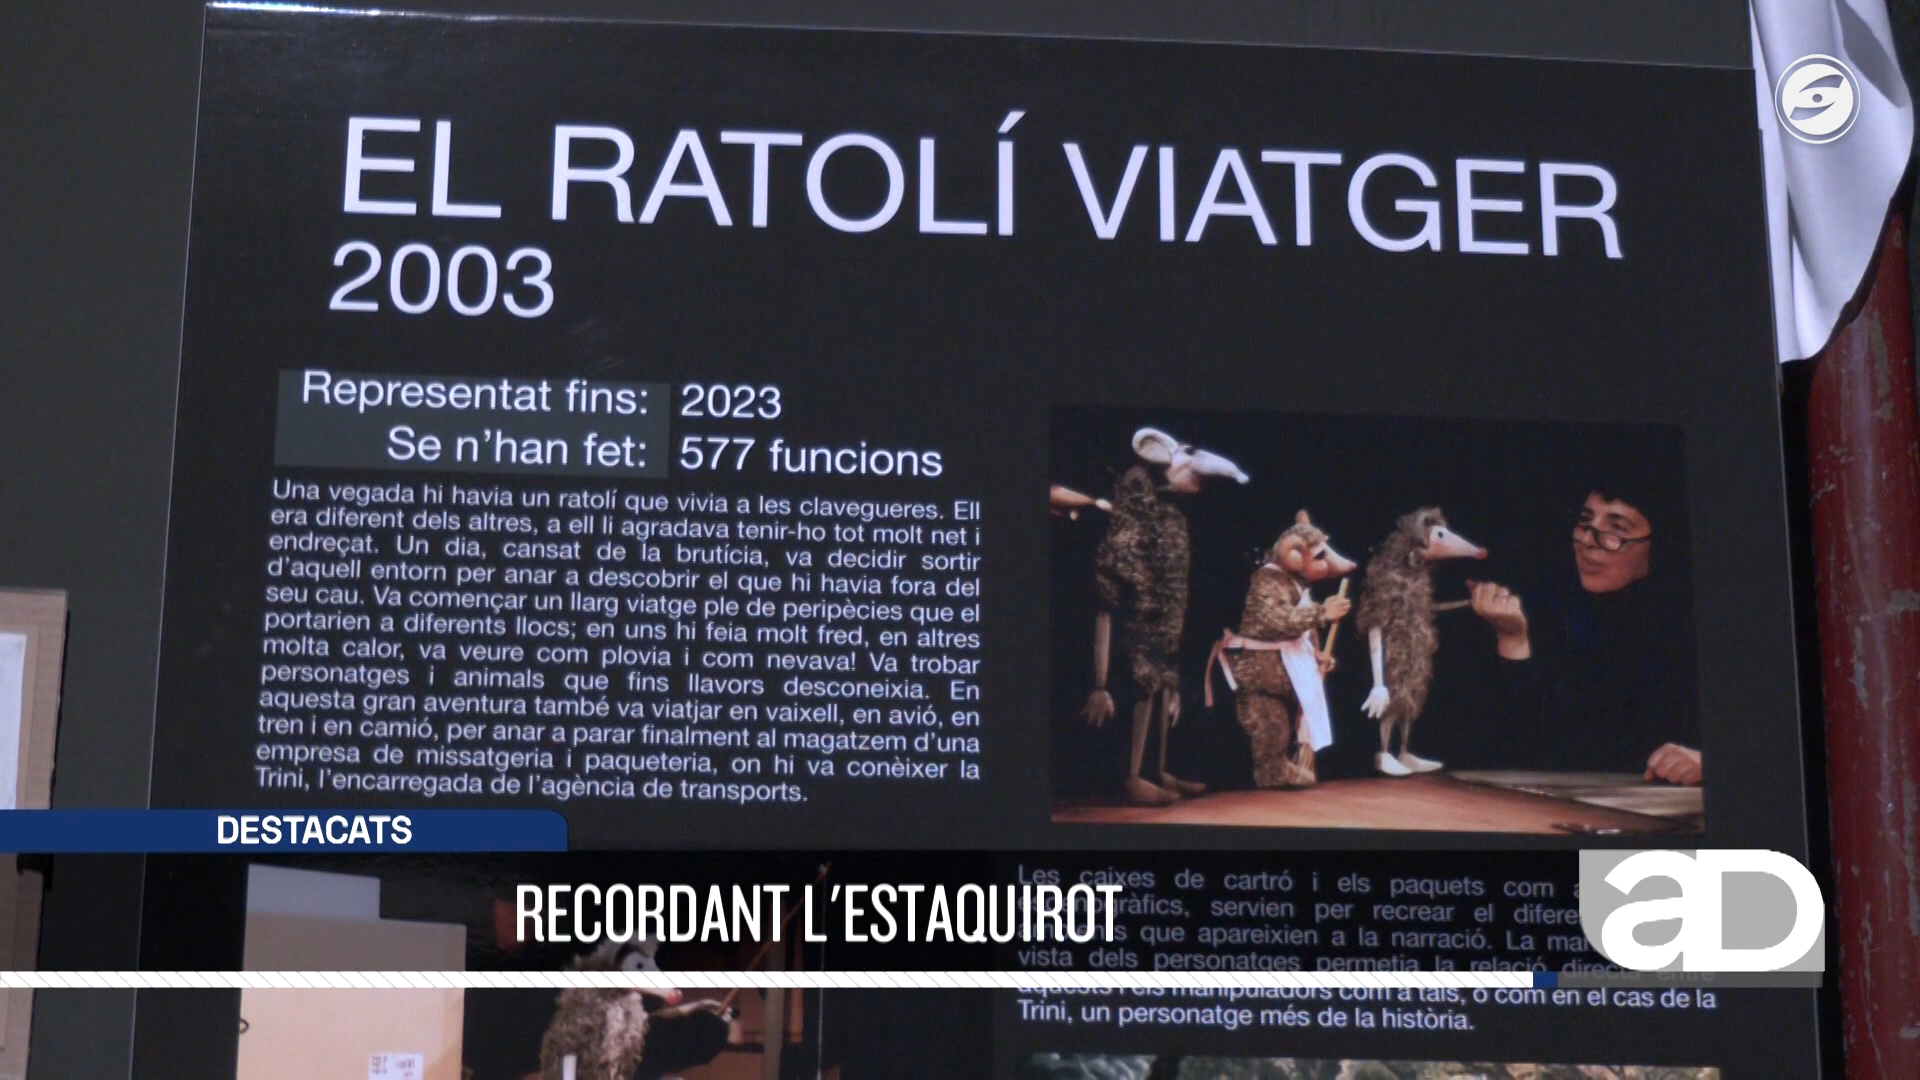 EL RATOLÍ VIATGER
2003
Representat fins: 2023
Se n'han fet: 577 funcions
Una vegada hi havia un ratolí que vivia a les clavegueres. Ell
era diferent dels altres, a ell li agradava tenir-ho tot molt net i
endreçat. Un dia, cansat de la brutícia, va decidir sortir
d'aquell entorn per anar a descobrir el que hi havia fora del
seu cau. Va començar un llarg viatge ple de peripècies que el
portarien a diferents llocs; en uns hi feia molt fred, en altres
molta calor, va veure com plovia i com nevava! Va trobar
personatges i animals que fins llavors desconeixia. En
aquesta gran aventura també va viatjar en vaixell, en avió, en
tren i en camió, per anar a parar finalment al magatzem d'una
empresa de missatgeria i paqueteria, on hi va conèixer la
Trini, l'encarregada de l'agència de transports.
DESTACATS
RECORDANT L'ESTAQUIROT
aD
Les caixes de cartró i els paquets com
servien per recrear el
que apareixien a la narració. La
vista dels personatges permetia la relació
aquests i els manipuladors com a tals, o com en el cas de la
Trini, un personatge més de la història.